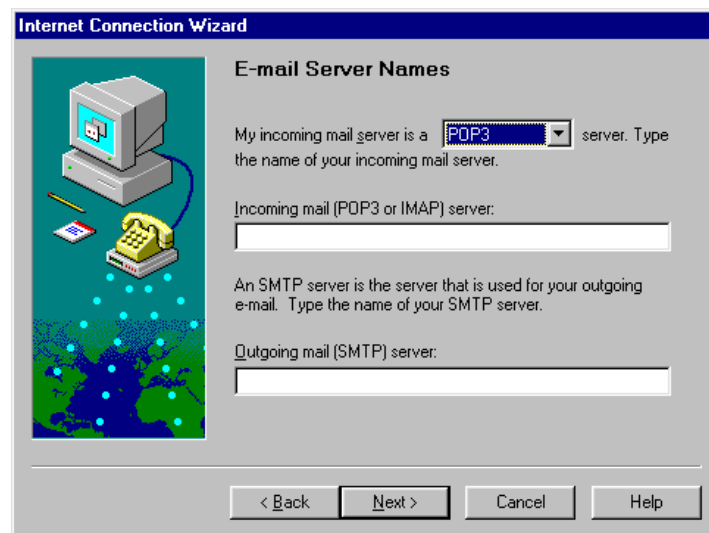 Internet Connection Wizard
E-mail Server Names
My incoming mail server is a POP3 server. Type
the name of your incoming mail server.
Incoming mail (POP3 or IMAP) server:
An SMTP server is the server that is used for your outgoing
e-mail. Type the name of your SMTP server.
Outgoing mail (SMTP) server:
< Back Next > Cancel Help